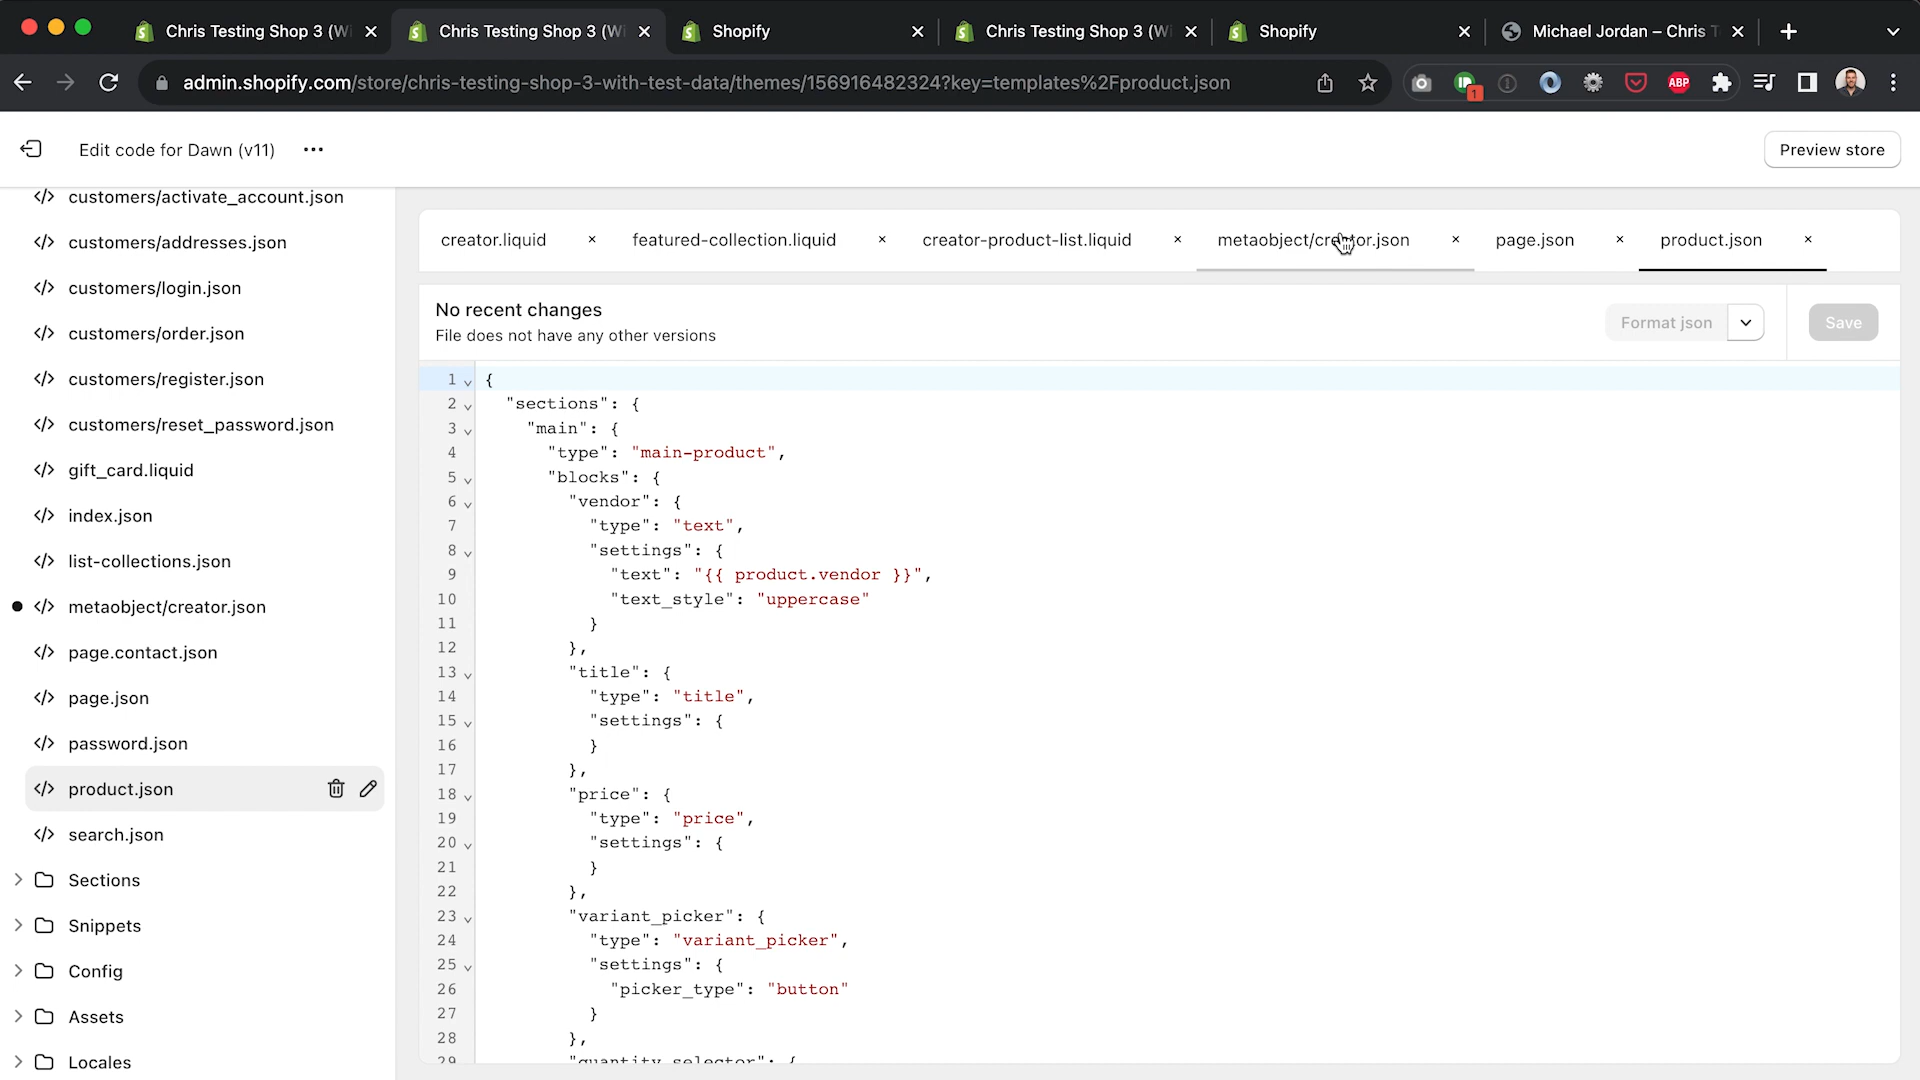 Chris Testing Shop 3 (Wi
Chris Testing Shop 3 (Wi
Shopify
Chris Testing Shop 3 (Wi
Shopify
Michael Jordan – Chris T
admin.shopify.com/store/chris-testing-shop-3-with-test-data/themes/156916482324?key=templates%2Fproduct.json
1
ABP
Edit code for Dawn (v11)
Preview store
customers/activate_account.json
customers/addresses.json
customers/login.json
customers/order.json
customers/register.json
customers/reset_password.json
gift_card.liquid
index.json
list-collections.json
metaobject/creator.json
page.contact.json
page.json
password.json
product.json
search.json
Sections
Snippets
Config
Assets
Locales
creator.liquid
featured-collection.liquid
creator-product-list.liquid
metaobject/creator.json
page.json
product.json
No recent changes
File does not have any other versions
Format json
Save
1 {
2 "sections": {
3 "main": {
4 "type": "main-product",
5 "blocks": {
6 "vendor": {
7 "type": "text",
8 "settings": {
9 "text": "{{ product.vendor }}",
10 "text_style": "uppercase"
11 }
12 },
13 "title": {
14 "type": "title",
15 "settings": {
16 }
17 },
18 "price": {
19 "type": "price",
20 "settings": {
21 }
22 },
23 "variant_picker": {
24 "type": "variant_picker",
25 "settings": {
26 "picker_type": "button"
27 }
28 },
29 "quantity_selector": {